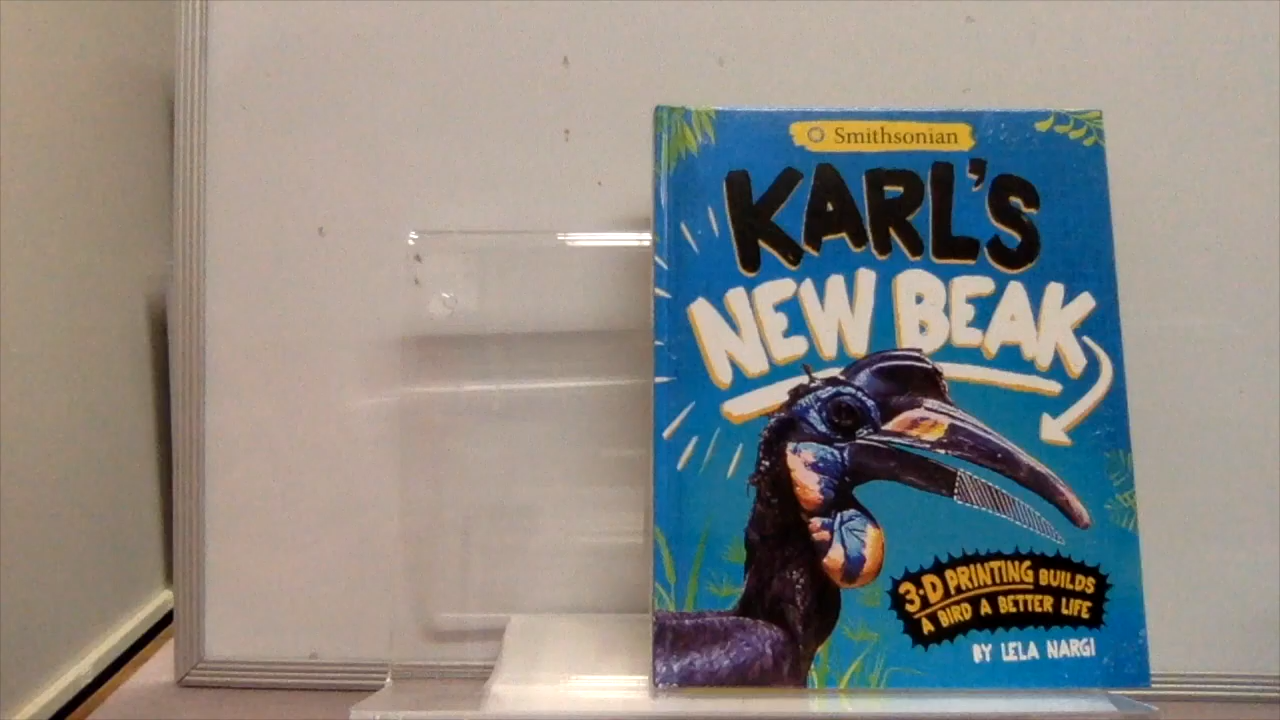 Smithsonian
KARL'S
NEW BEAK
3-D PRINTING BUILDS
A BIRD A BETTER LIFE
BY LELA NARGI